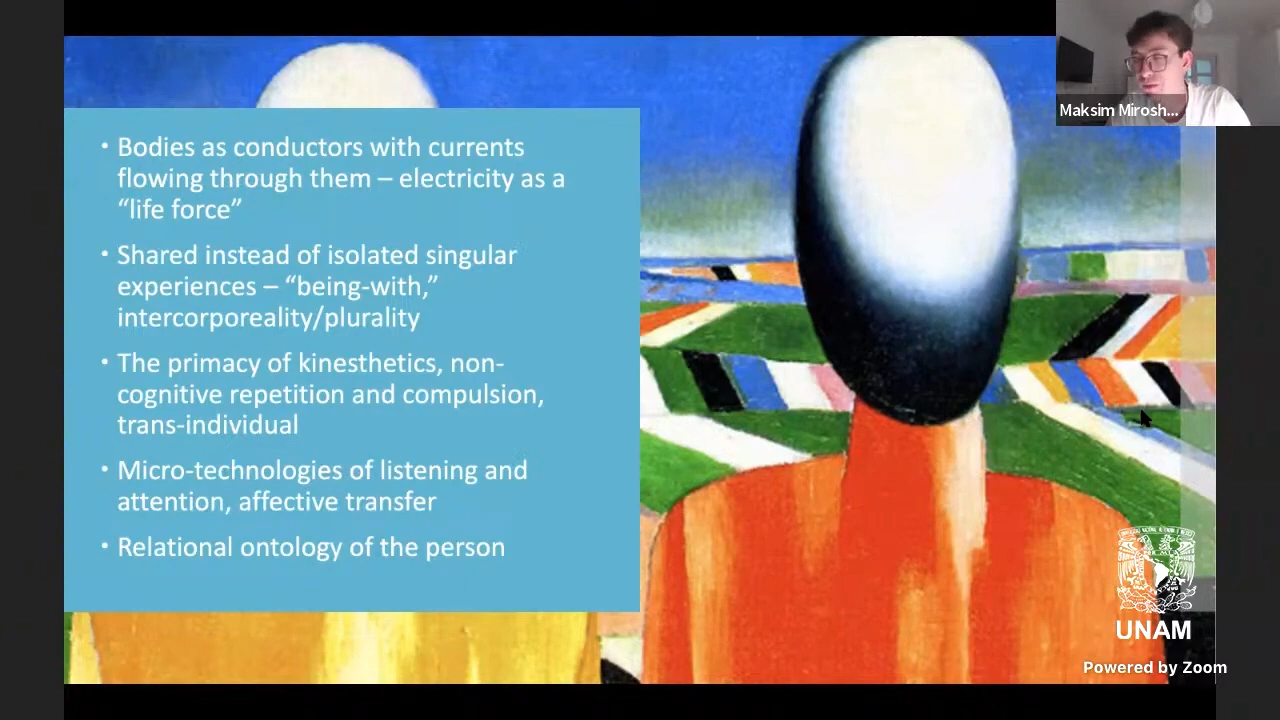 Maksim Mirosh...
• Bodies as conductors with currents
flowing through them – electricity as a
“life force”
• Shared instead of isolated singular
experiences – “being-with,”
intercorporeality/plurality
• The primacy of kinesthetics, non-
cognitive repetition and compulsion,
trans-individual
• Micro-technologies of listening and
attention, affective transfer
• Relational ontology of the person
UNAM
Powered by Zoom